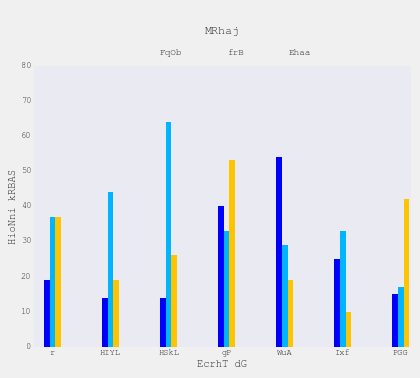 MRhaj
FqOb frB Ehaa
80
70
60
50
40
30
20
10
0
HioNni kRBAS
r HIYL HSkL gP WuA Ixf PGG
EcrhT dG